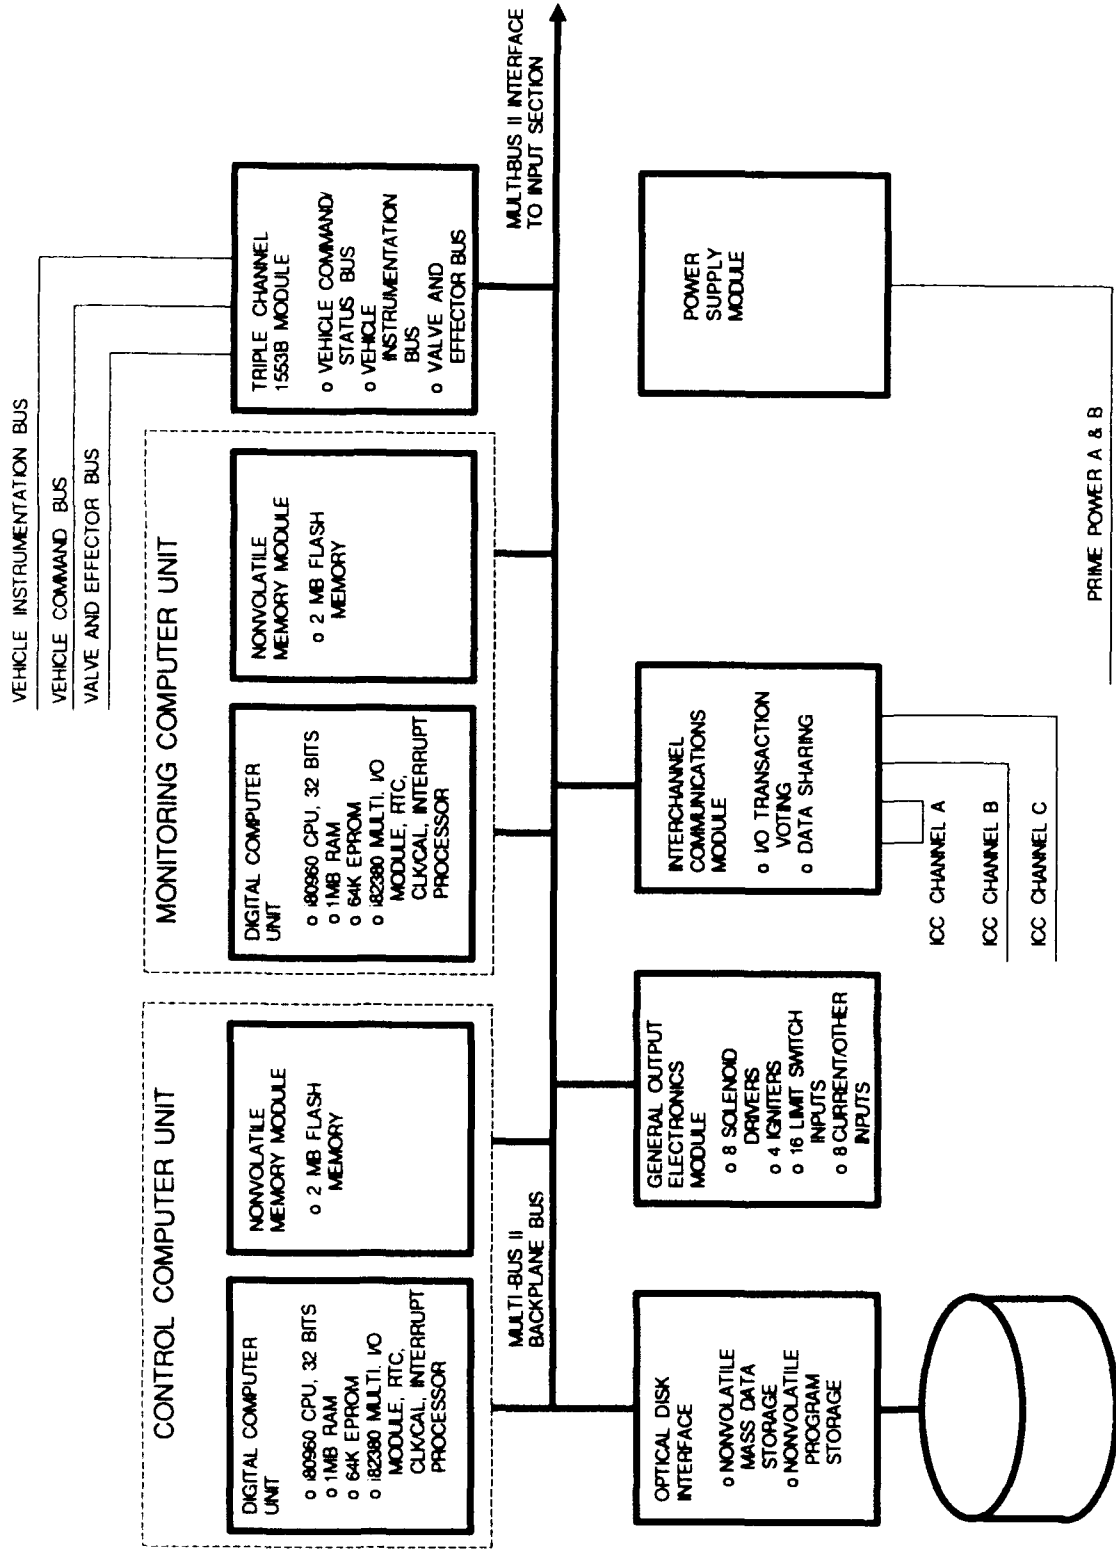 VEHICLE INSTRUMENTATION BUS
VEHICLE COMMAND BUS
VALVE AND EFFECTOR BUS
CONTROL COMPUTER UNIT
DIGITAL COMPUTER
UNIT
o i80960 CPU, 32 BITS
o 1MB RAM
o 64K EPROM
o i82380 MULTI. I/O
MODULE, RTC,
CLK/CAL, INTERRUPT
PROCESSOR
NONVOLATILE
MEMORY MODULE
o 2 MB FLASH
MEMORY
MONITORING COMPUTER UNIT
DIGITAL COMPUTER
UNIT
o i80960 CPU, 32 BITS
o 1MB RAM
o 64K EPROM
o i82380 MULTI. I/O
MODULE, RTC,
CLK/CAL, INTERRUPT
PROCESSOR
NONVOLATILE
MEMORY MODULE
o 2 MB FLASH
MEMORY
TRIPLE CHANNEL
1553B MODULE
o VEHICLE COMMAND/
STATUS BUS
o VEHICLE
INSTRUMENTATION
BUS
o VALVE AND
EFFECTOR BUS
MULTI-BUS II
BACKPLANE BUS
MULTI-BUS II INTERFACE
TO INPUT SECTION
OPTICAL DISK
INTERFACE
o NONVOLATILE
MASS DATA
STORAGE
o NONVOLATILE
PROGRAM
STORAGE
GENERAL OUTPUT
ELECTRONICS
MODULE
o 8 SOLENOID
DRIVERS
o 4 IGNITERS
o 16 LIMIT SWITCH
INPUTS
o 8 CURRENT/OTHER
INPUTS
INTERCHANNEL
COMMUNICATIONS
MODULE
o I/O TRANSACTION
VOTING
o DATA SHARING
POWER
SUPPLY
MODULE
ICC CHANNEL A
ICC CHANNEL B
ICC CHANNEL C
PRIME POWER A & B